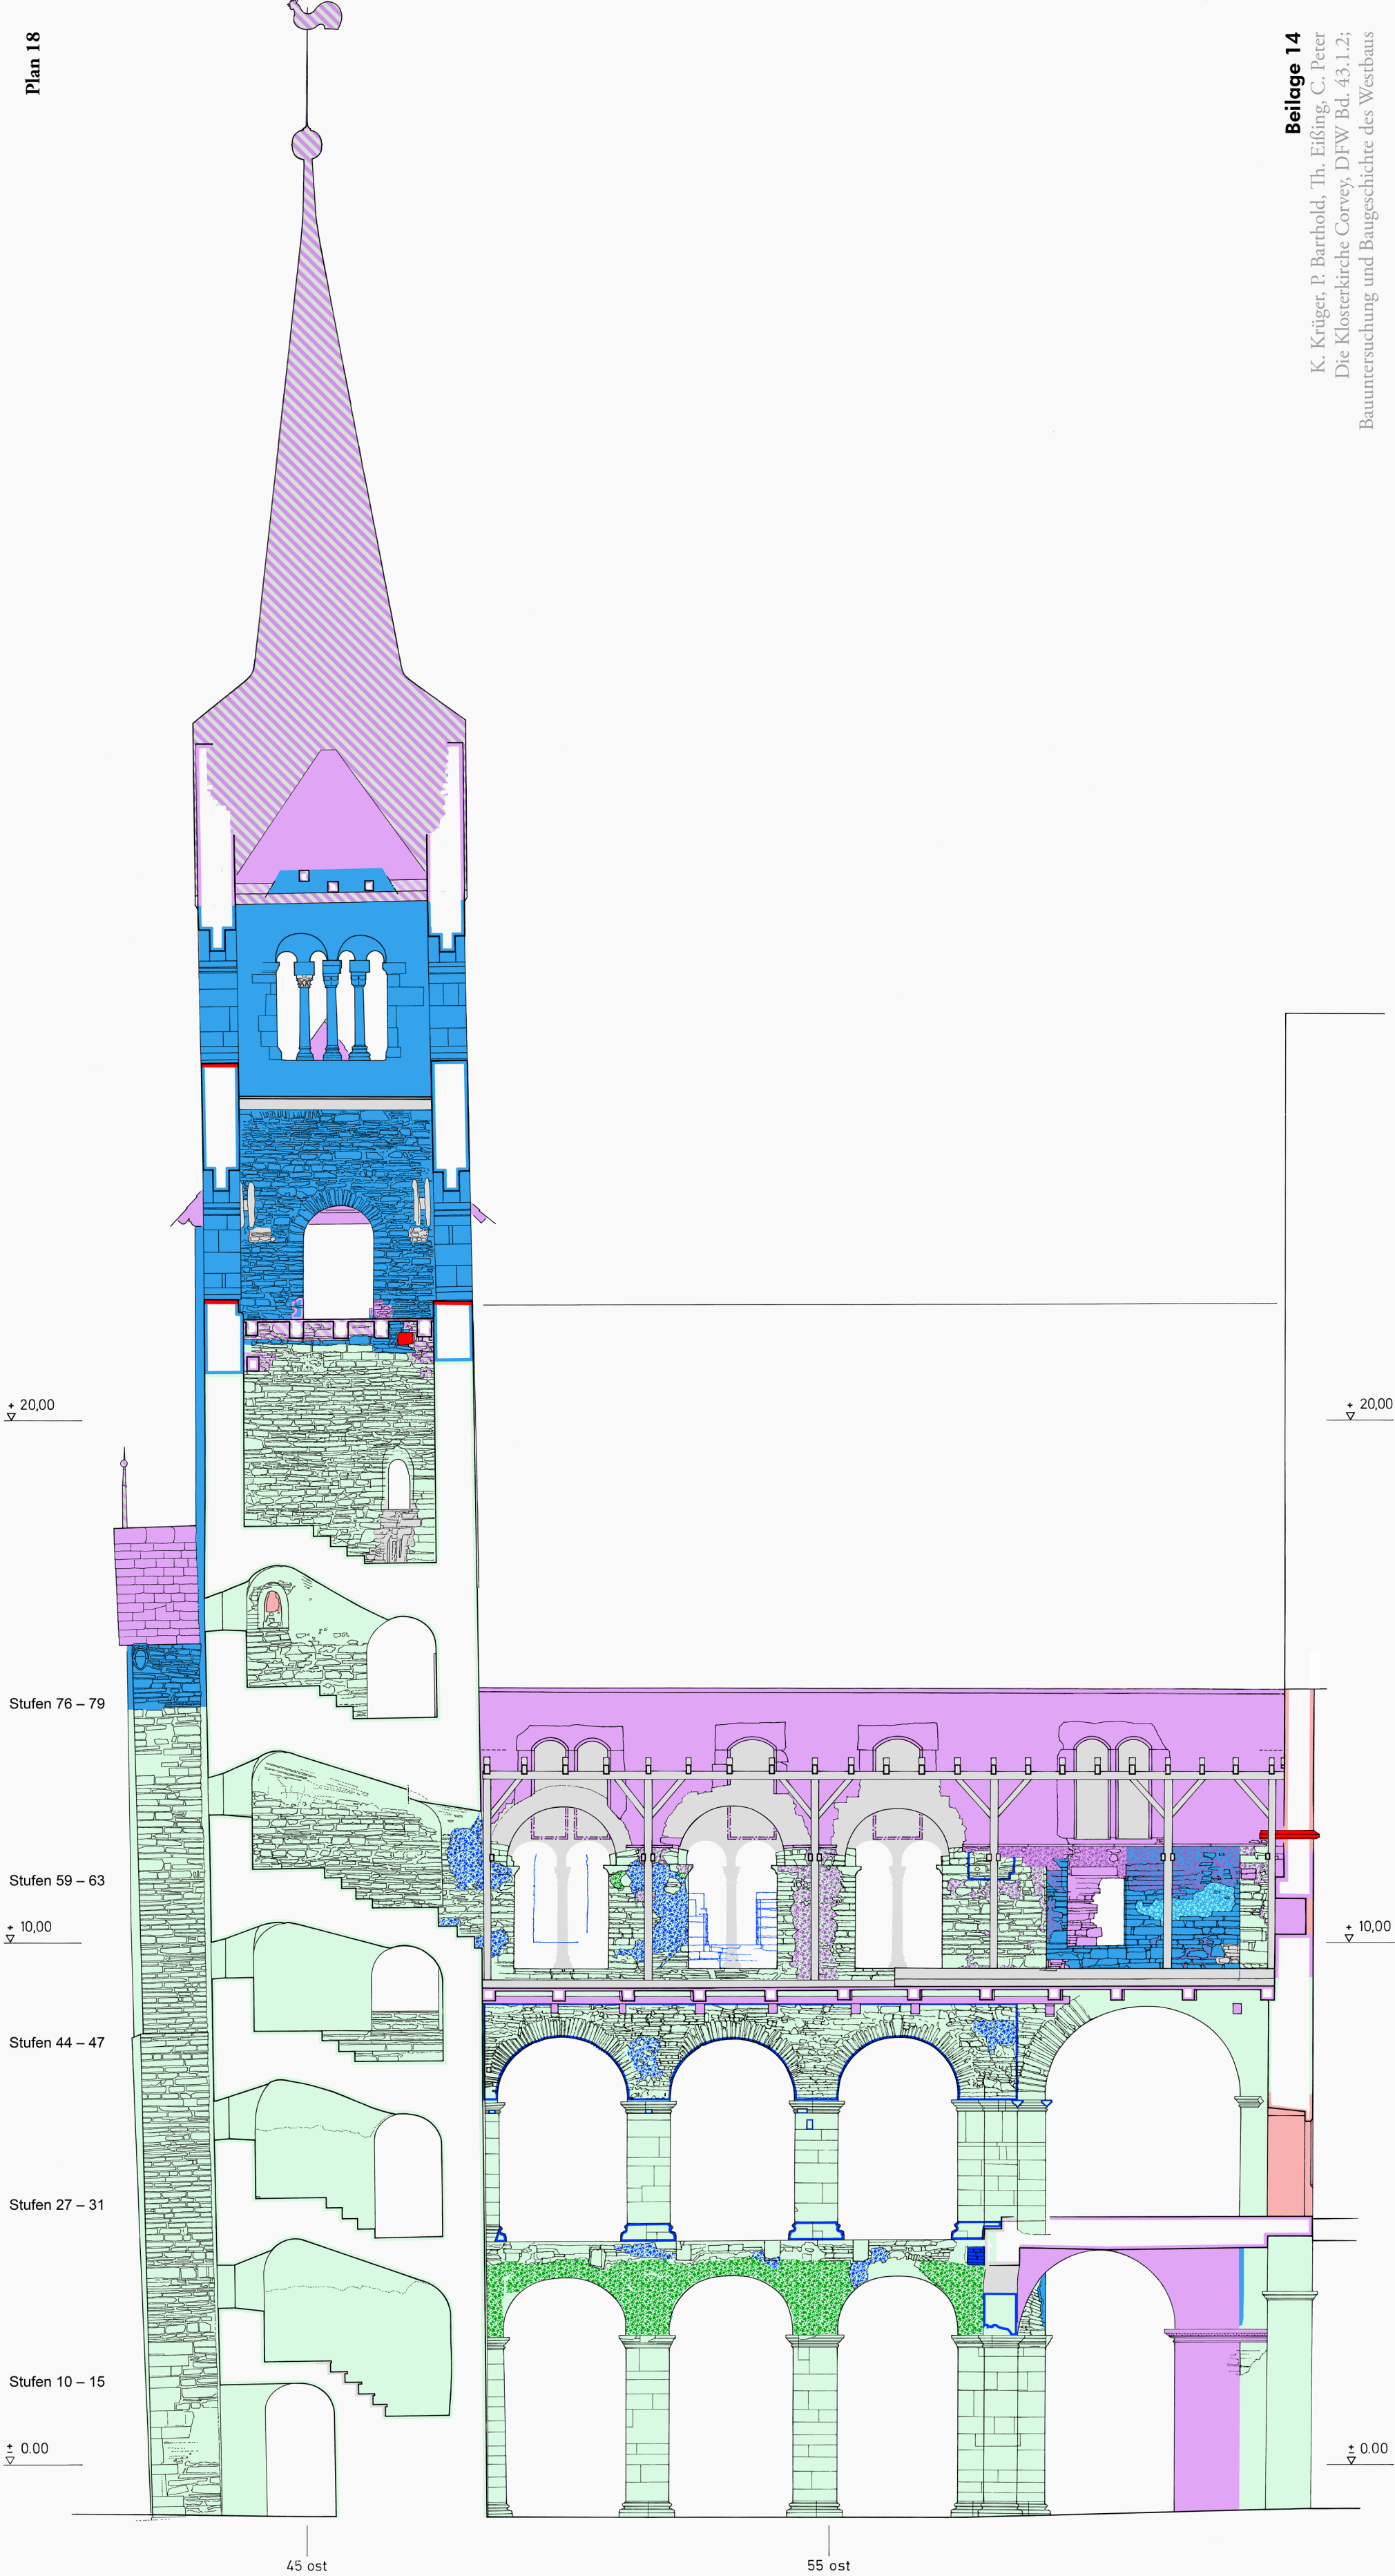 Plan 18
Beilage 14
K. Krüger, P. Barthold, Th. Eißing, C. Peter
Die Klosterkirche Corvey, DFW Bd. 43.1.2;
Bauuntersuchung und Baugeschichte des Westbaus
+ 20,00
+ 20,00
Stufen 76 – 79
Stufen 59 – 63
+ 10,00
+ 10,00
Stufen 44 – 47
Stufen 27 – 31
Stufen 10 – 15
± 0.00
± 0.00
45 ost
55 ost